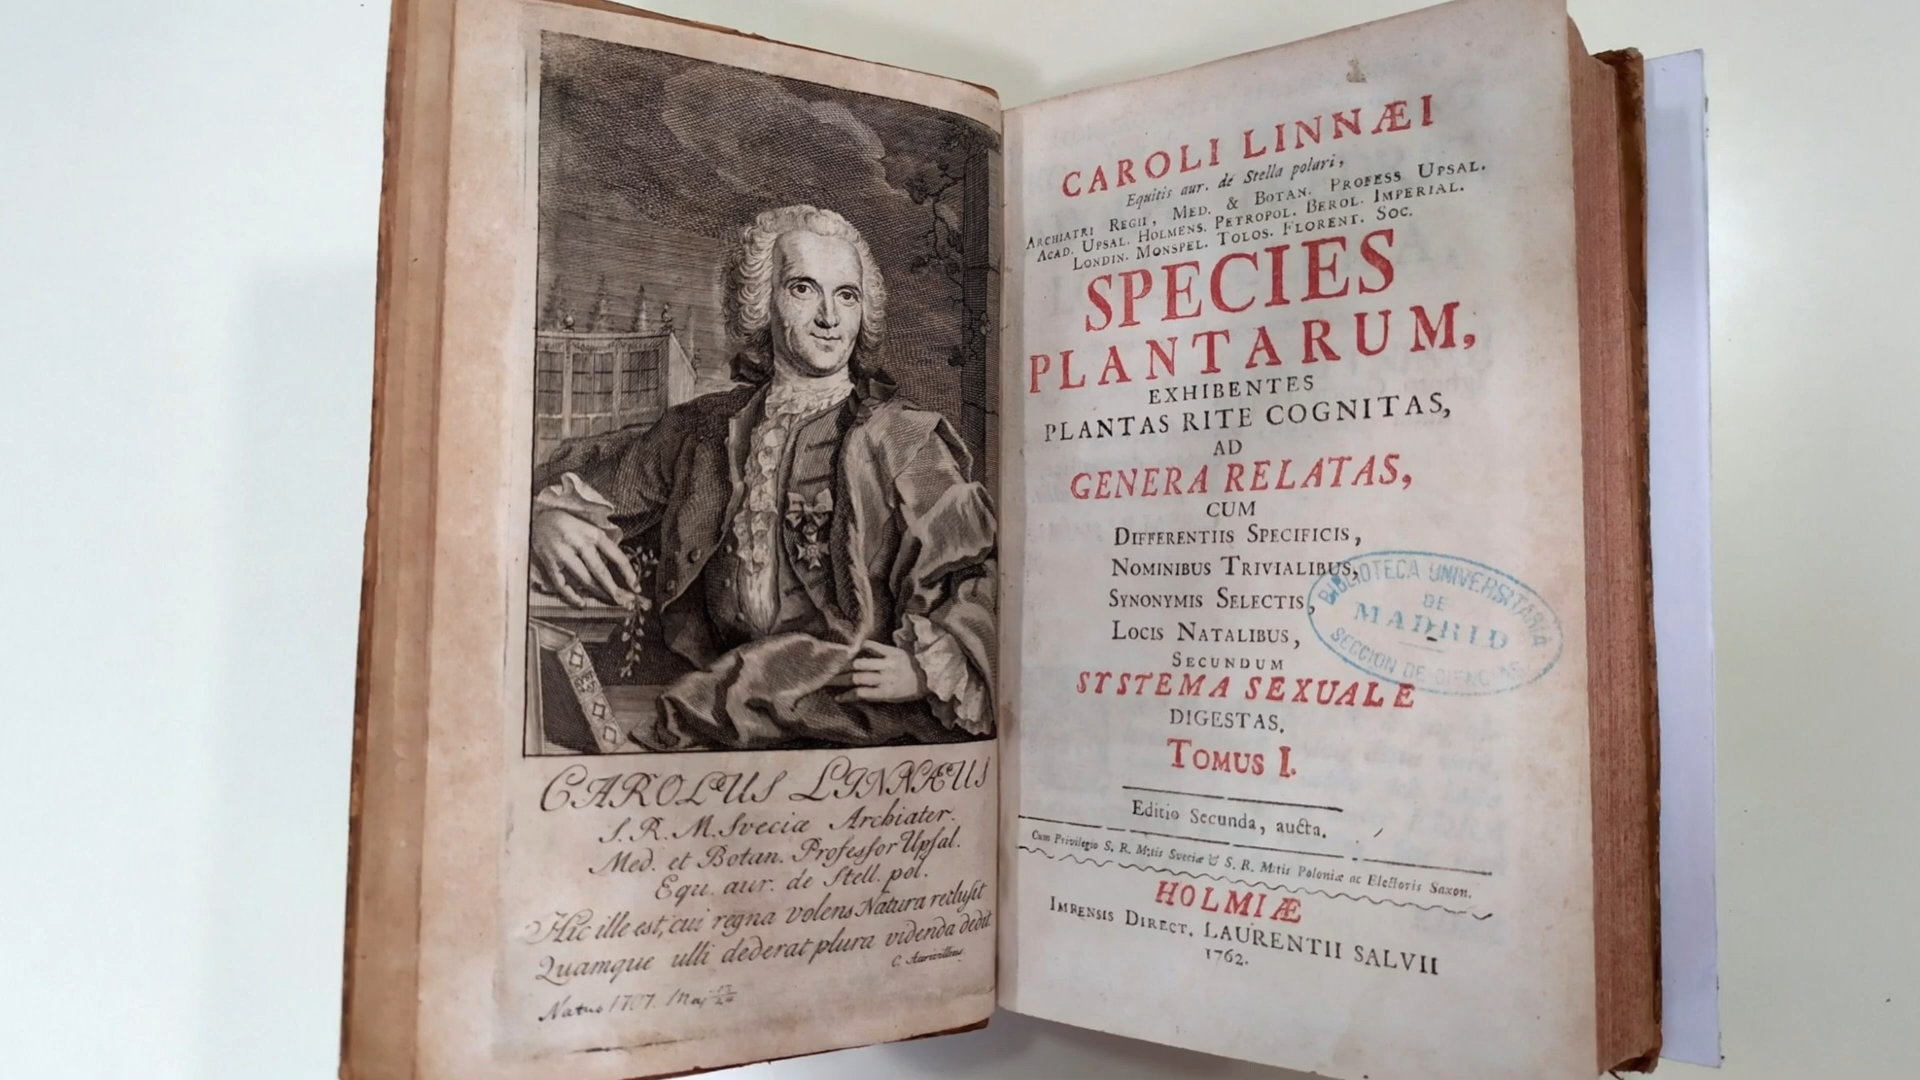 CAROLUS LINNÆUS
S. R. M. Sveciæ Archiater.
Med. et Botan. Professor Upsal.
Equ. aur. de Stell. pol.
Hic ille est, cui regna volens Natura reclusit
Quamque ulli dederat plura videnda dedit.
C. Aurivillius.
Natus 1707. Maj
CAROLI LINNÆI
Equitis aur. de Stella polari,
ARCHIATRI REGII, MED. & BOTAN. PROFESS UPSAL.
ACAD. UPSAL. HOLMENS. PETROPOL. BEROL. IMPERIAL.
LONDIN. MONSPEL. TOLOS. FLORENT. SOC.
SPECIES
PLANTARUM,
EXHIBENTES
PLANTAS RITE COGNITAS,
AD
GENERA RELATAS,
CUM
DIFFERENTIIS SPECIFICIS,
NOMINIBUS TRIVIALIBUS,
SYNONYMIS SELECTIS,
LOCIS NATALIBUS,
SECUNDUM
SYSTEMA SEXUALE
DIGESTAS.
TOMUS I.
Editio Secunda, aucta.
Cum Privilegio S. R. M:tis Sveciæ & S. R. M:tis Poloniæ ac Electoris Saxon.
HOLMIÆ
IMPENSIS DIRECT. LAURENTII SALVII
1762.
BIBLIOTECA UNIVERSITARIA
DE
MADRID
SECCION DE CIENCIAS